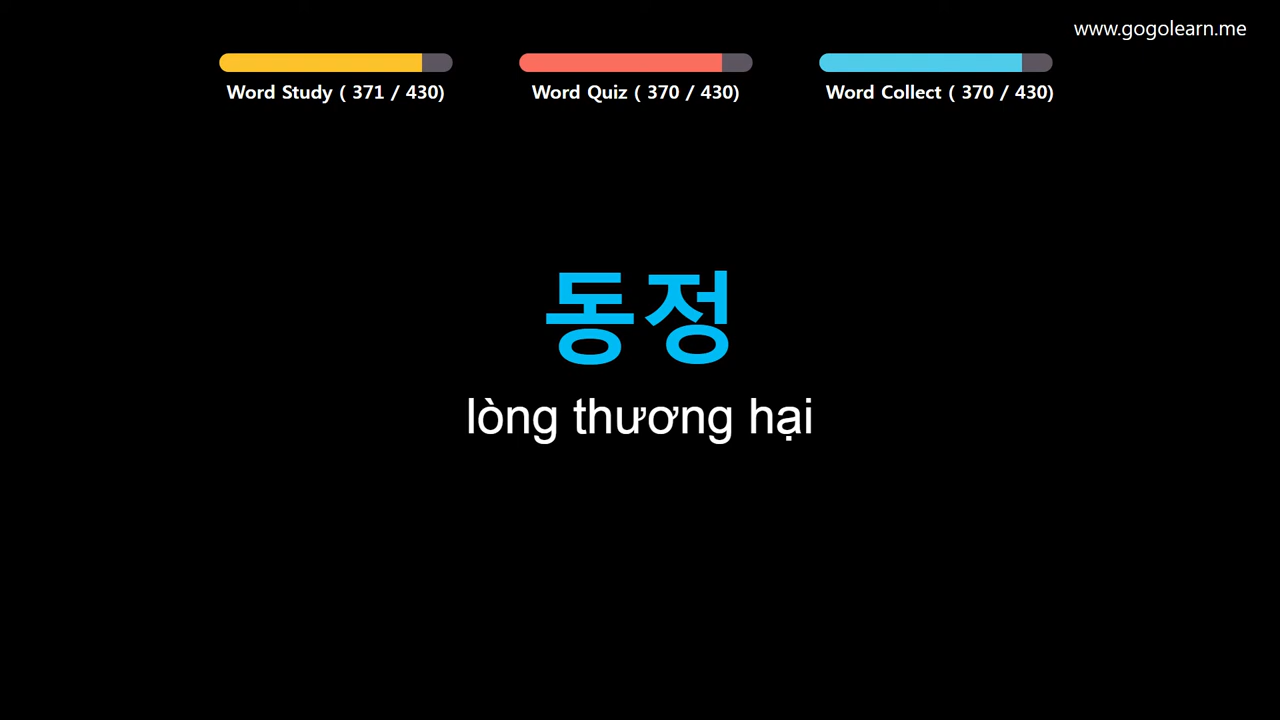 www.gogolearn.me
Word Study ( 371 / 430)
Word Quiz ( 370 / 430)
Word Collect ( 370 / 430)
동정
lòng thương hại